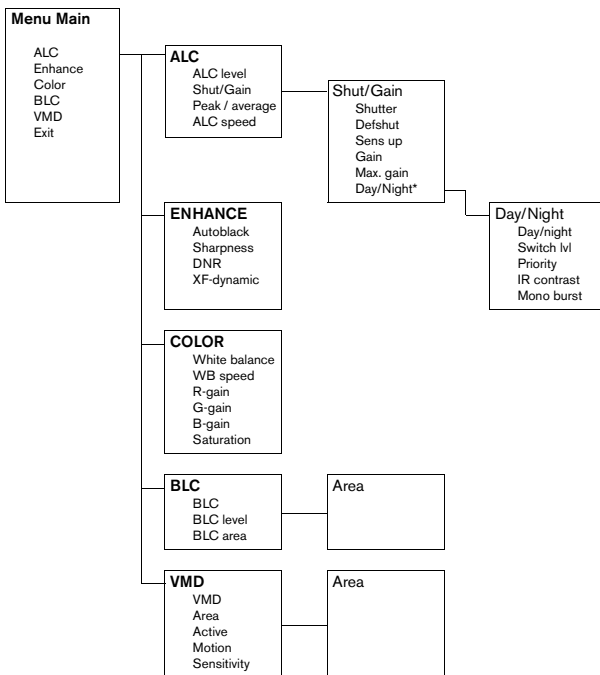 Menu Main
ALC
Enhance
Color
BLC
VMD
Exit
ALC
ALC level
Shut/Gain
Peak / average
ALC speed
Shut/Gain
Shutter
Defshut
Sens up
Gain
Max. gain
Day/Night*
Day/Night
Day/night
Switch lvl
Priority
IR contrast
Mono burst
ENHANCE
Autoblack
Sharpness
DNR
XF-dynamic
COLOR
White balance
WB speed
R-gain
G-gain
B-gain
Saturation
BLC
BLC
BLC level
BLC area
Area
VMD
VMD
Area
Active
Motion
Sensitivity
Area